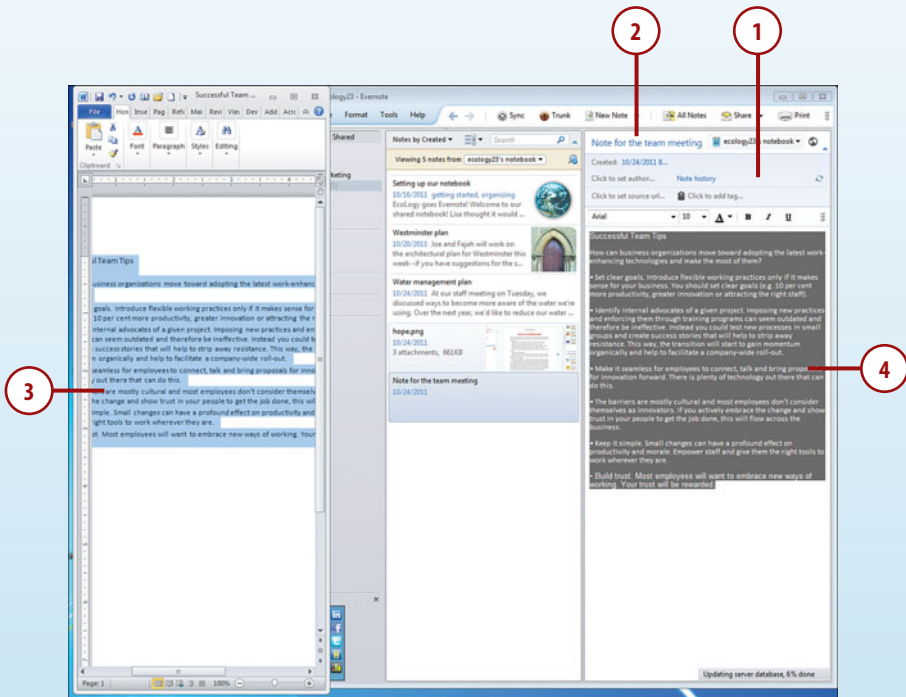 2
1
Successful Team ...
ology23 - Evernote
File
Hon
Inse
Pag
Refe
Mai
Revi
View
Dev
Add
Acro
Format
Tools
Help
Sync
Trunk
New Note
All Notes
Share
Print
Paste
Font
Paragraph
Styles
Editing
Clipboard
Shared
keting
Notes by Created
Search
Viewing 5 notes from ecology23's notebook
Setting up our notebook
10/16/2011 getting started, organizing
EcoLogy goes Evernote! Welcome to our
shared notebook! Lisa thought it would ...
Westminster plan
10/20/2011 Joe and Fajah will work on
the architectural plan for Westminster this
week--if you have suggestions for the s...
Water management plan
10/24/2011 At our staff meeting on Tuesday, we
discussed ways to become more aware of the water we're
using. Over the next year, we'd like to reduce our water ...
hope.png
10/24/2011
3 attachments, 661KB
Note for the team meeting
10/24/2011
Note for the team meeting
ecology23's notebook
Created: 10/24/2011 8...
Click to set author...
Note history
Click to set source url...
Click to add tag...
Arial
10
A
B
I
U
Successful Team Tips
How can business organizations move toward adopting the latest work-
enhancing technologies and make the most of them?
• Set clear goals. Introduce flexible working practices only if it makes
sense for your business. You should set clear goals (e.g. 10 per cent
more productivity, greater innovation or attracting the right staff).
• Identify internal advocates of a given project. Imposing new practices
and enforcing them through training programs can seem outdated and
therefore be ineffective. Instead you could test new processes in small
groups and create success stories that will help to strip away
resistance. This way, the transition will start to gain momentum
organically and help to facilitate a company-wide roll-out.
• Make it seamless for employees to connect, talk and bring proposals
for innovation forward. There is plenty of technology out there that can
do this.
• The barriers are mostly cultural and most employees don't consider
themselves as innovators. If you actively embrace the change and show
trust in your people to get the job done, this will flow across the
business.
• Keep it simple. Small changes can have a profound effect on
productivity and morale. Empower staff and give them the right tools to
work wherever they are.
• Build trust. Most employees will want to embrace new ways of
working. Your trust will be rewarded.
ul Team Tips
business organizations move toward adopting the latest work-enhanc
goals. Introduce flexible working practices only if it makes sense for
10 per cent more productivity, greater innovation or attracting the r
internal advocates of a given project. Imposing new practices and en
can seem outdated and therefore be ineffective. Instead you could t
success stories that will help to strip away resistance. This way, the
n organically and help to facilitate a company-wide roll-out.
seamless for employees to connect, talk and bring proposals for inno
y out there that can do this.
are mostly cultural and most employees don't consider themselv
he change and show trust in your people to get the job done, this wil
imple. Small changes can have a profound effect on productivity and
right tools to work wherever they are.
st. Most employees will want to embrace new ways of working. Your
3
4
Page: 1
100%
Updating server database, 6% done